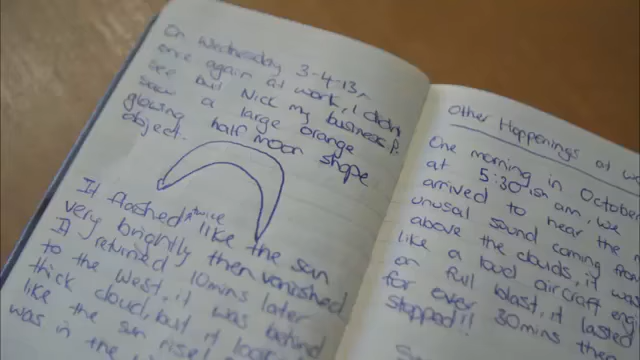 On Wednesday 3-4-13
once again at work, I didn
see but Nick my business P.
saw a large orange
glowing half moon shape
object.
It flashed twice like the sun
very brightly then vanished
It returned 10mins later
to the West, it was behind
thick cloud, but it look
like the sun rise
was in the
Other Happenings at
One morning in October
at 5:30ish am, we
arrived to hear the
unusal sound coming from
above the clouds, it wa
like a loud aircraft eng
on full blast, it lasted
for over 30mins then
stopped!!